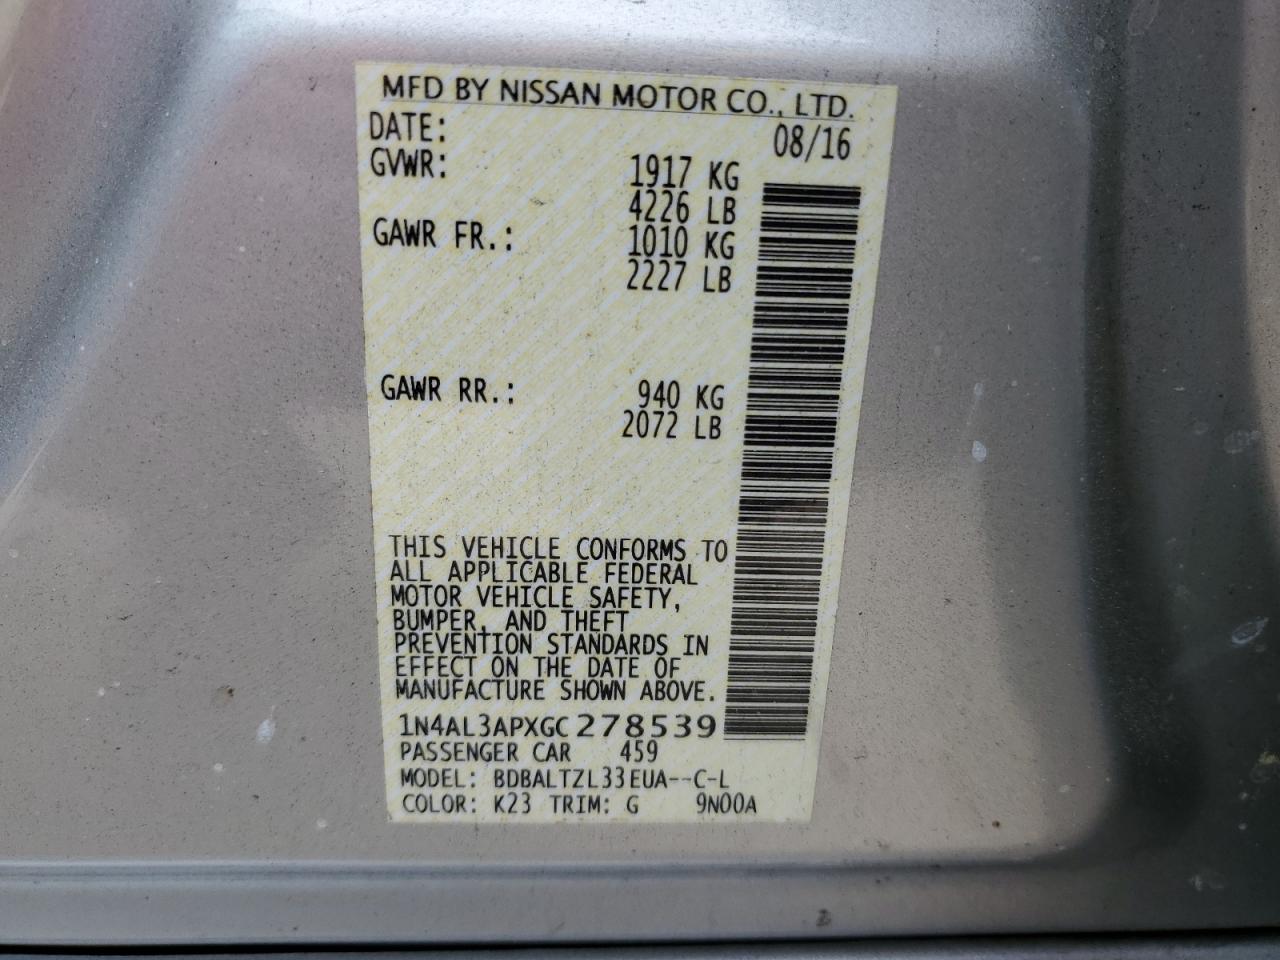 MFD BY NISSAN MOTOR CO., LTD.
DATE: 08/16
GVWR: 1917 KG
4226 LB
GAWR FR.: 1010 KG
2227 LB
GAWR RR.: 940 KG
2072 LB
THIS VEHICLE CONFORMS TO
ALL APPLICABLE FEDERAL
MOTOR VEHICLE SAFETY,
BUMPER, AND THEFT
PREVENTION STANDARDS IN
EFFECT ON THE DATE OF
MANUFACTURE SHOWN ABOVE.
1N4AL3APXGC278539
PASSENGER CAR 459
MODEL: BDBALTZL33EUA--C-L
COLOR: K23 TRIM: G 9N00A